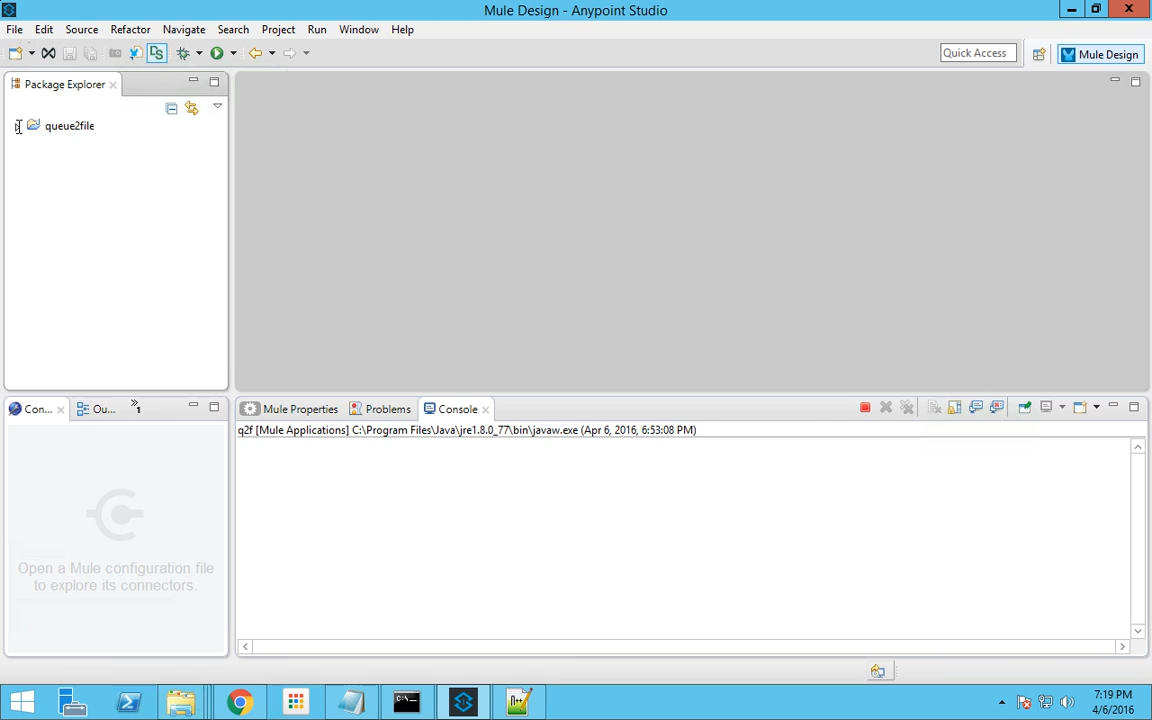 Mule Design - Anypoint Studio
File Edit Source Refactor Navigate Search Project Run Window Help
Quick Access
Mule Design
Package Explorer
queue2file
Con...
Ou...
1
Mule Properties
Problems
Console
q2f [Mule Applications] C:\Program Files\Java\jre1.8.0_77\bin\javaw.exe (Apr 6, 2016, 6:53:08 PM)
Open a Mule configuration file
to explore its connectors.
7:19 PM
4/6/2016